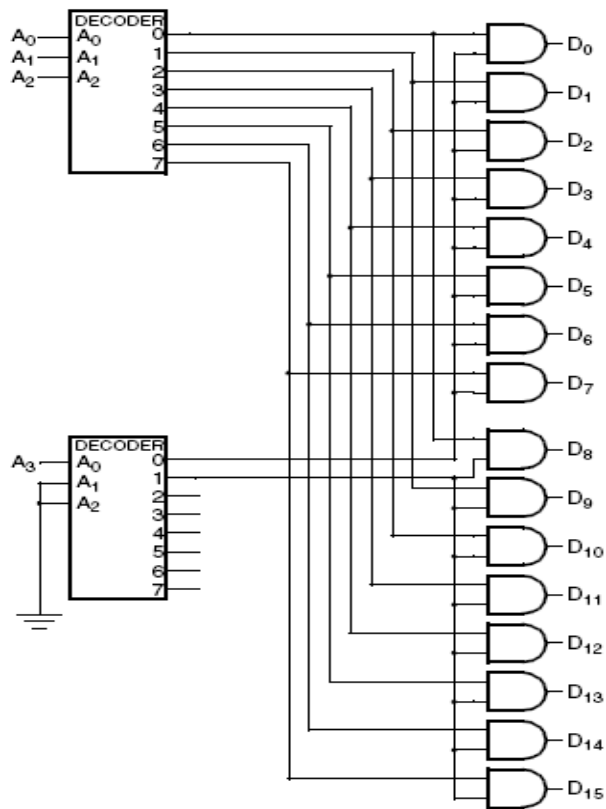 DECODER
A₀ A₀ 0
A₁ A₁ 1
A₂ A₂ 2
3
4
5
6
7
D₀
D₁
D₂
D₃
D₄
D₅
D₆
D₇
DECODER
A₃ A₀ 0
A₁ 1
A₂ 2
3
4
5
6
7
D₈
D₉
D₁₀
D₁₁
D₁₂
D₁₃
D₁₄
D₁₅